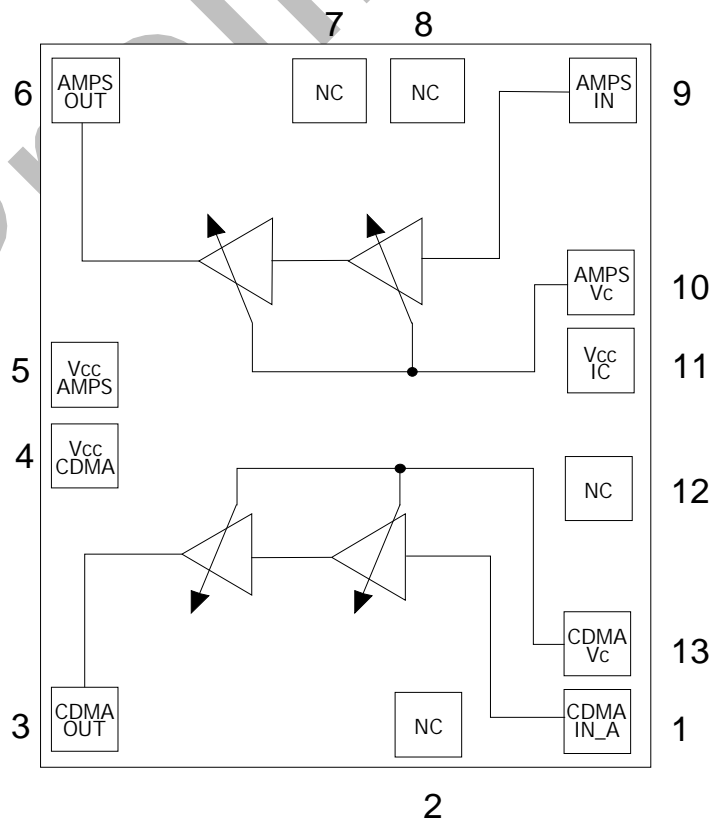 7 8
6 AMPS
OUT
NC
NC
AMPS
IN 9
AMPS
Vc 10
5 Vcc
AMPS
Vcc
IC 11
4 Vcc
CDMA
NC 12
CDMA
Vc 13
3 CDMA
OUT
NC
CDMA
IN_A 1
2